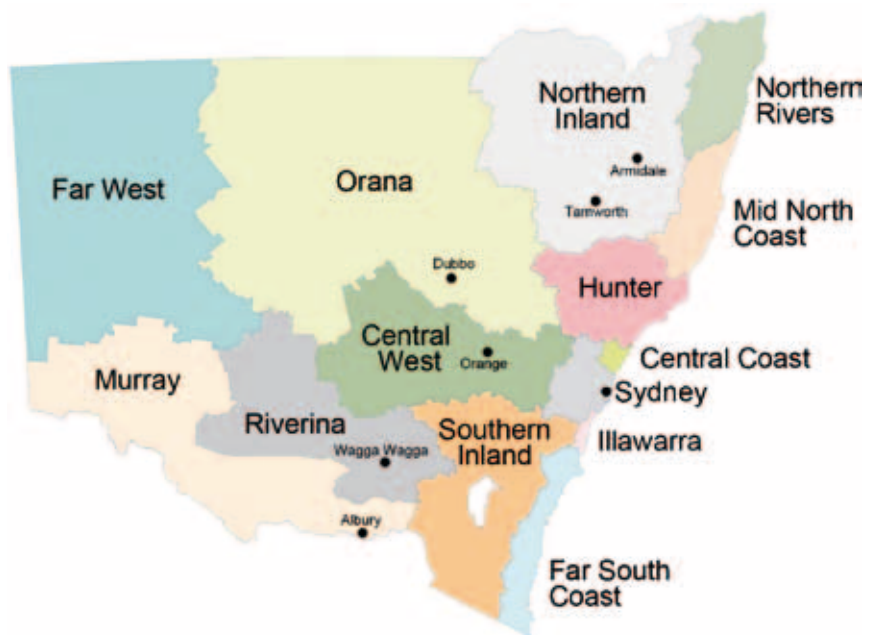 Northern
Inland
Northern
Rivers
Armidale
Far West
Orana
Tamworth
Mid North
Coast
Dubbo
Hunter
Central
West
Orange
Central Coast
Murray
Sydney
Riverina
Southern
Inland
Illawarra
Wagga Wagga
Albury
Far South
Coast